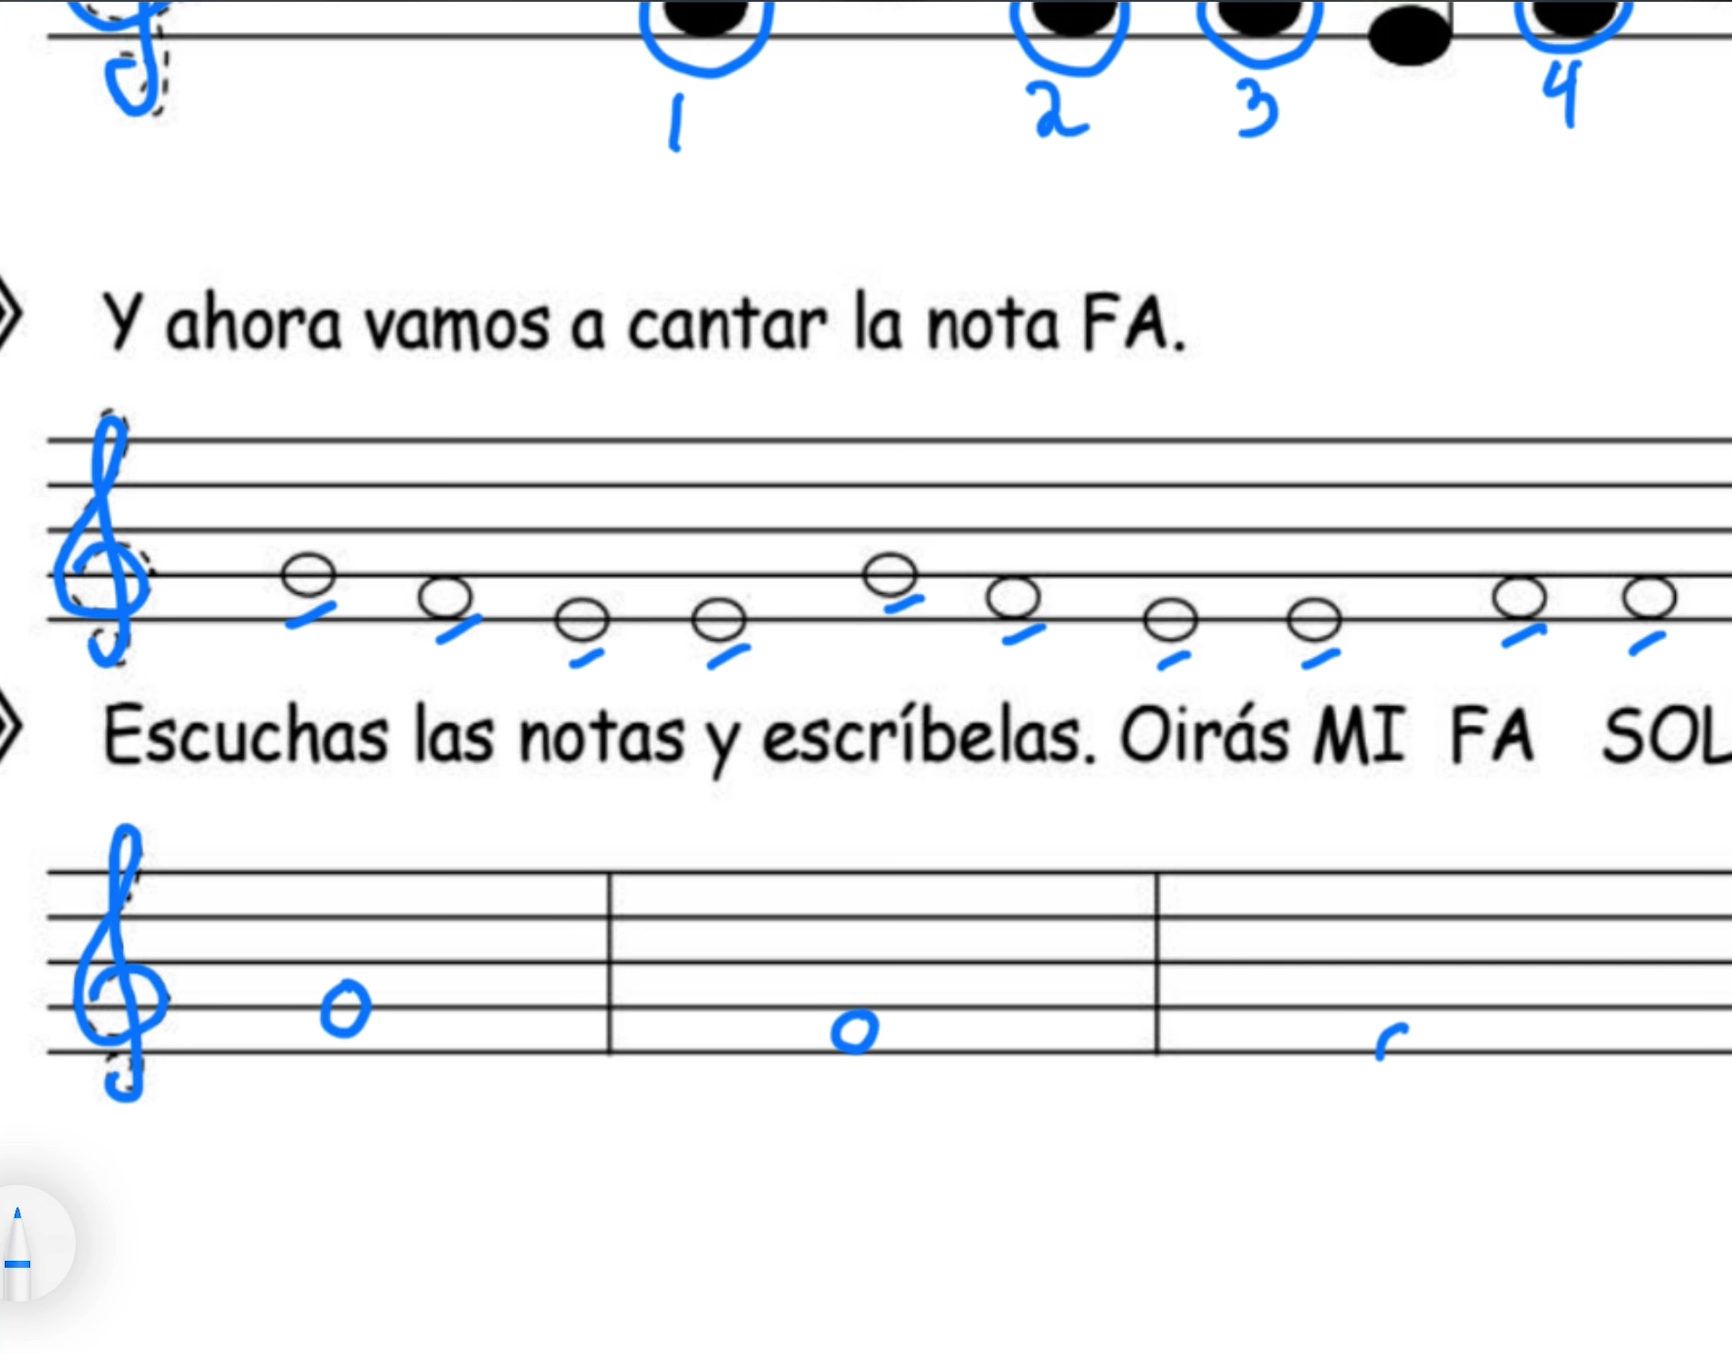 1 2 3 4
Y ahora vamos a cantar la nota FA.
Escuchas las notas y escríbelas. Oirás MI FA SOL